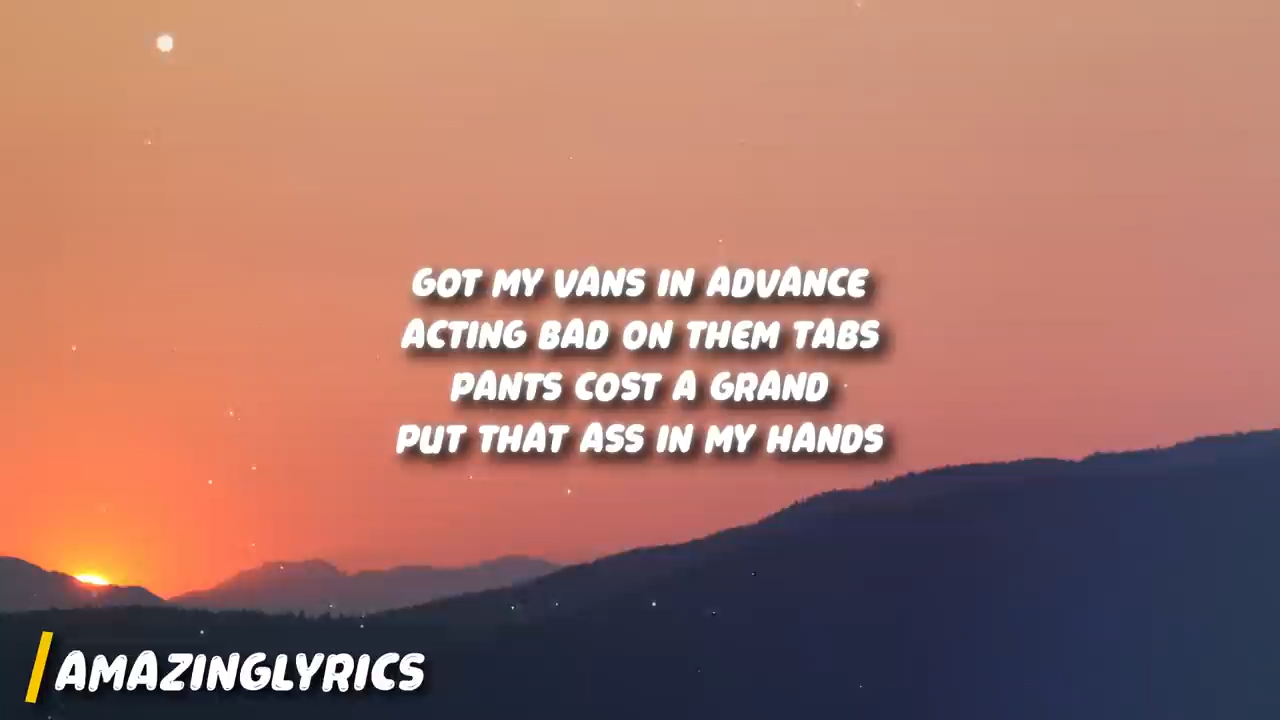 GOT MY VANS IN ADVANCE
ACTING BAD ON THEM TABS
PANTS COST A GRAND
PUT THAT ASS IN MY HANDS
AMAZINGLYRICS